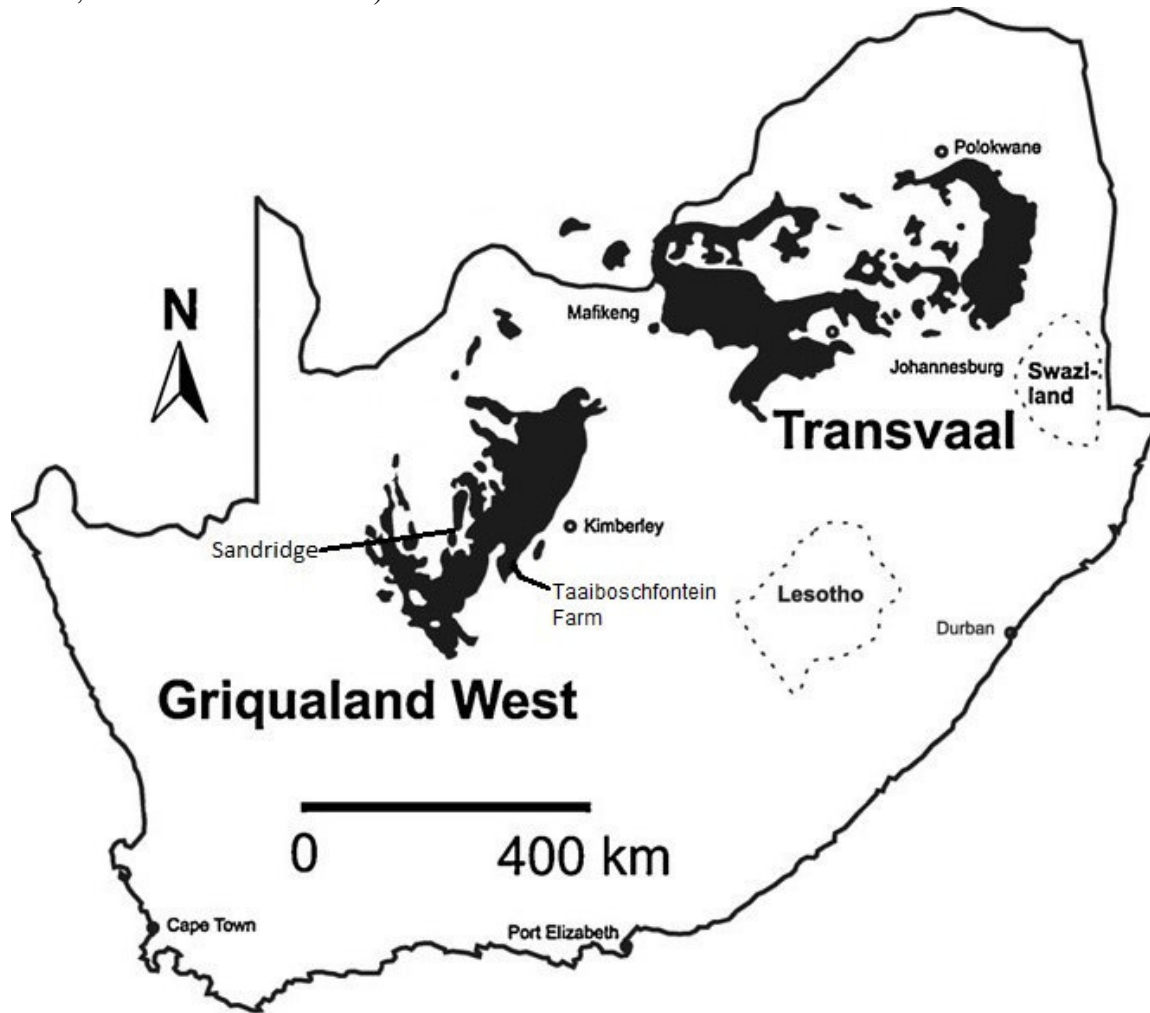 Polokwane
N
Mafikeng
Johannesburg
Swazi-
land
Transvaal
Kimberley
Sandridge
Taaiboschfontein
Farm
Lesotho
Durban
Griqualand West
0 400 km
Cape Town
Port Elizabeth